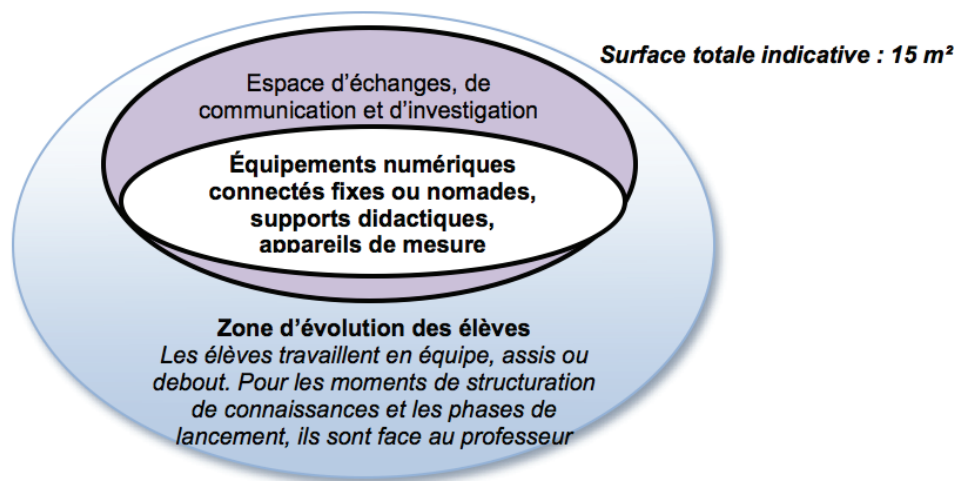 Surface totale indicative : 15 m²
Espace d’échanges, de
communication et d’investigation
Équipements numériques
connectés fixes ou nomades,
supports didactiques,
appareils de mesure
Zone d’évolution des élèves
Les élèves travaillent en équipe, assis ou
debout. Pour les moments de structuration
de connaissances et les phases de
lancement, ils sont face au professeur